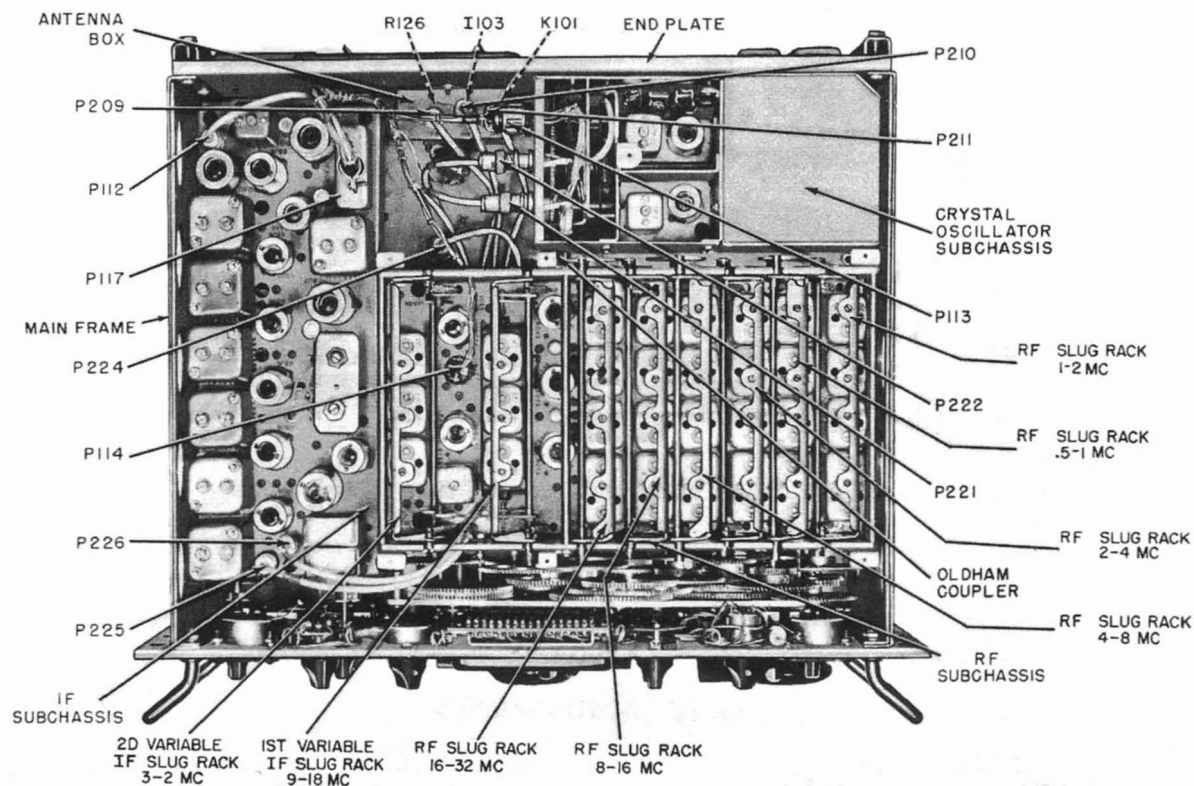 ANTENNA
BOX
R126
I103
K101
END PLATE
P210
P209
P211
P112
CRYSTAL
OSCILLATOR
SUBCHASSIS
P117
P113
MAIN FRAME
RF SLUG RACK
1-2 MC
P224
P222
RF SLUG RACK
.5-1 MC
P114
P221
P226
RF SLUG RACK
2-4 MC
OLDHAM
COUPLER
P225
RF SLUG RACK
4-8 MC
RF
SUBCHASSIS
IF
SUBCHASSIS
2D VARIABLE
IF SLUG RACK
3-2 MC
1ST VARIABLE
IF SLUG RACK
9-18 MC
RF SLUG RACK
16-32 MC
RF SLUG RACK
8-16 MC